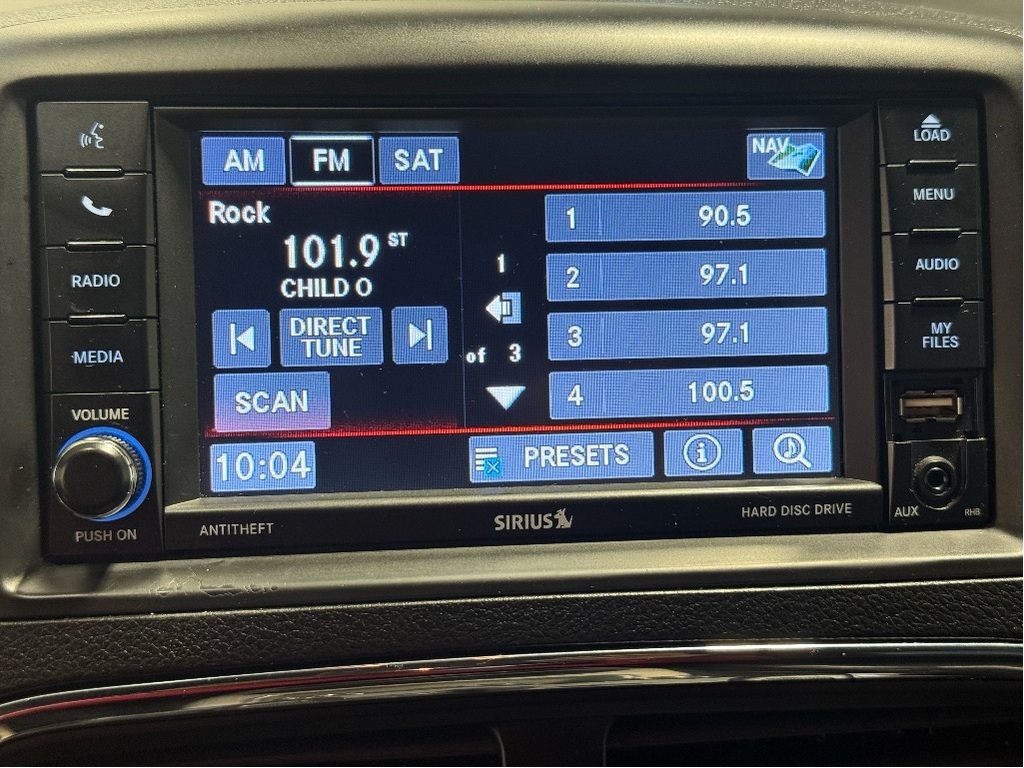 AM
FM
SAT
NAV
Rock
101.9 ST
CHILD O
DIRECT
TUNE
SCAN
1
of 3
1 90.5
2 97.1
3 97.1
4 100.5
10:04
PRESETS
i
RADIO
MEDIA
VOLUME
PUSH ON
LOAD
MENU
AUDIO
MY
FILES
AUX
RHB
ANTITHEFT
SIRIUS
HARD DISC DRIVE